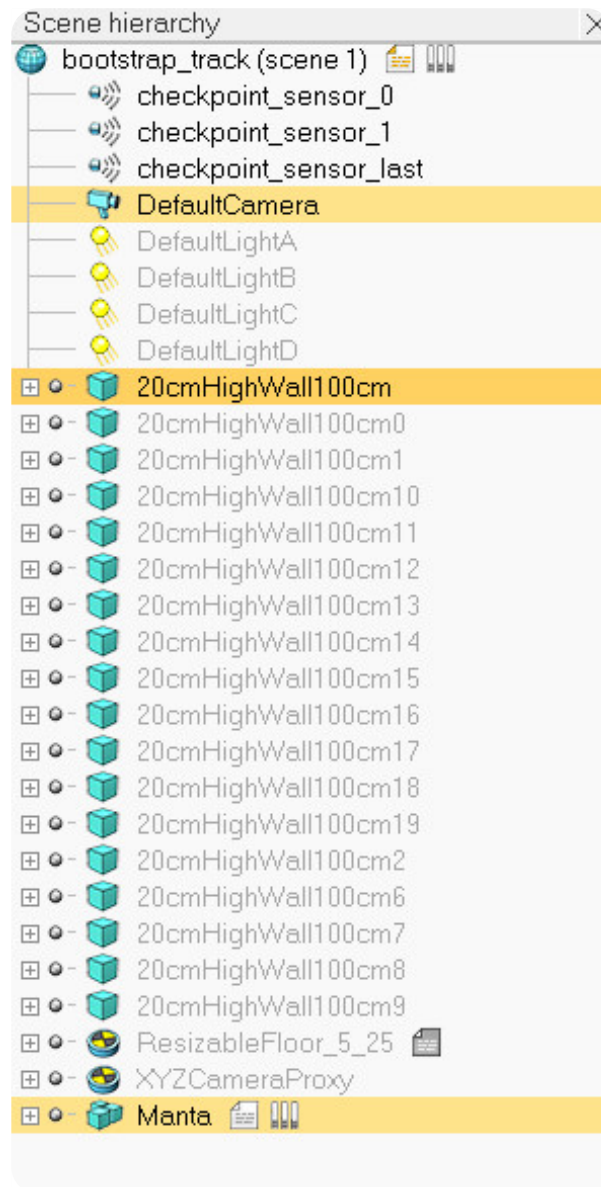 Scene hierarchy
bootstrap_track (scene 1)
checkpoint_sensor_0
checkpoint_sensor_1
checkpoint_sensor_last
DefaultCamera
DefaultLightA
DefaultLightB
DefaultLightC
DefaultLightD
20cmHighWall100cm
20cmHighWall100cm0
20cmHighWall100cm1
20cmHighWall100cm10
20cmHighWall100cm11
20cmHighWall100cm12
20cmHighWall100cm13
20cmHighWall100cm14
20cmHighWall100cm15
20cmHighWall100cm16
20cmHighWall100cm17
20cmHighWall100cm18
20cmHighWall100cm19
20cmHighWall100cm2
20cmHighWall100cm6
20cmHighWall100cm7
20cmHighWall100cm8
20cmHighWall100cm9
ResizableFloor_5_25
XYZCameraProxy
Manta